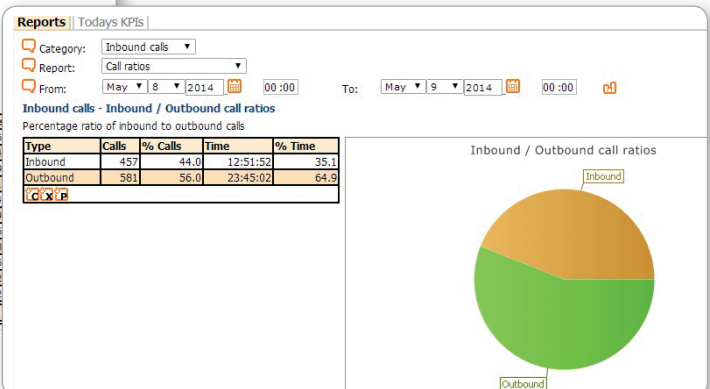 Reports | Todays KPIs
Category: Inbound calls
Report: Call ratios
From: May 8 2014 00 :00 To: May 9 2014 00 :00
Inbound calls - Inbound / Outbound call ratios
Percentage ratio of inbound to outbound calls
Type Calls % Calls Time % Time
Inbound 457 44.0 12:51:52 35.1
Outbound 581 56.0 23:45:02 64.9
C X P
Inbound / Outbound call ratios
Inbound
Outbound